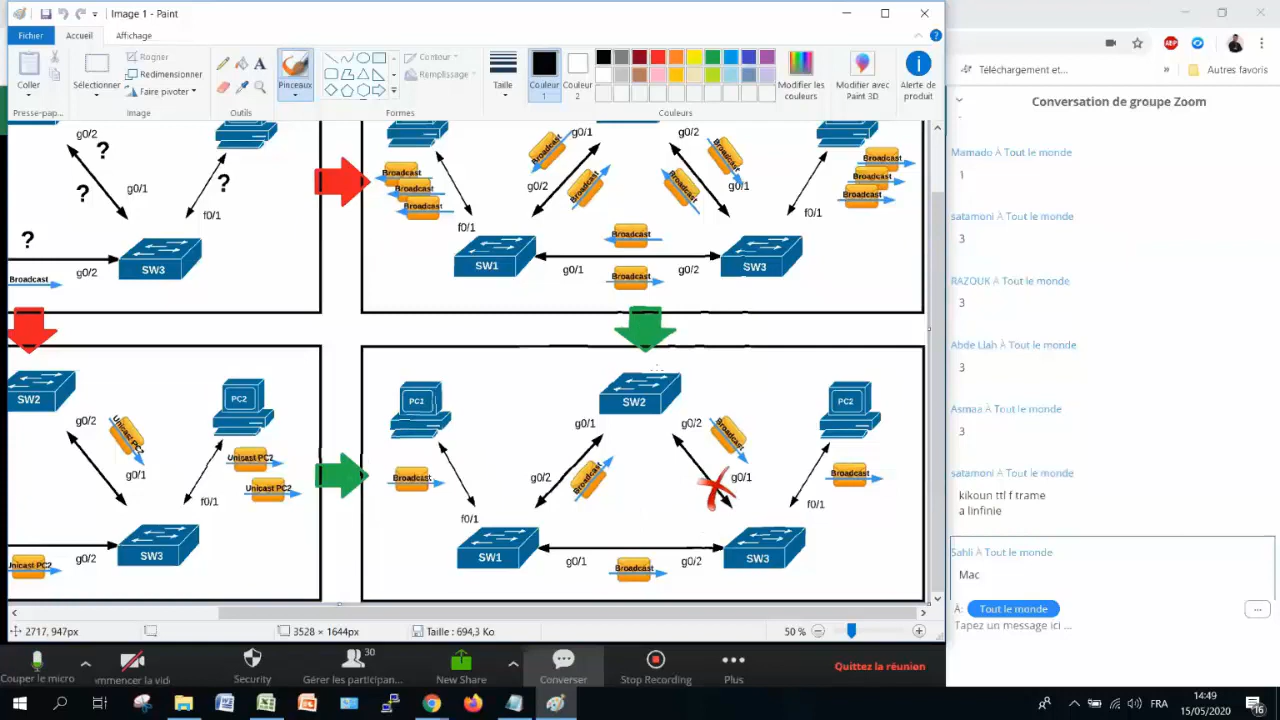 Image 1 - Paint
Fichier
Accueil
Affichage
Coller
Sélectionner
Rogner
Redimensionner
Faire pivoter
Pinceaux
Contour
Remplissage
Taille
Couleur
1
Couleur
2
Modifier les
couleurs
Modifier avec
Paint 3D
Alerte de
produit
Presse-pap...
Image
Outils
Formes
Couleurs
g0/2
?
?
g0/1
?
f0/1
?
g0/2
SW3
Broadcast
g0/1
g0/2
Broadcast
Broadcast
Broadcast
Broadcast
Broadcast
Broadcast
Broadcast
Broadcast
Broadcast
Broadcast
g0/2
g0/1
f0/1
f0/1
Broadcast
SW1
SW3
g0/1
g0/2
Broadcast
SW2
PC2
g0/2
Unicast PC2
g0/1
Unicast PC2
Unicast PC2
f0/1
SW3
g0/2
Unicast PC2
PC1
SW2
PC2
g0/1
g0/2
Broadcast
Broadcast
g0/2
Broadcast
g0/1
Broadcast
f0/1
f0/1
SW1
SW3
g0/1
g0/2
Broadcast
2717, 947px
3528 × 1644px
Taille : 694,3 Ko
50 %
Téléchargement et...
»
Autres favoris
Conversation de groupe Zoom
Mamado À Tout le monde
1
satamoni À Tout le monde
3
RAZOUK À Tout le monde
3
Abde Llah À Tout le monde
3
Asmaa À Tout le monde
3
satamoni À Tout le monde
kikoun ttl f trame
a linfinie
Sahli À Tout le monde
Mac
À:
Tout le monde
...
Tapez un message ici ...
Couper le micro
Security
30
Gérer les participan...
New Share
Converser
Stop Recording
Plus
Quittez la réunion
FRA
14:49
15/05/2020
16